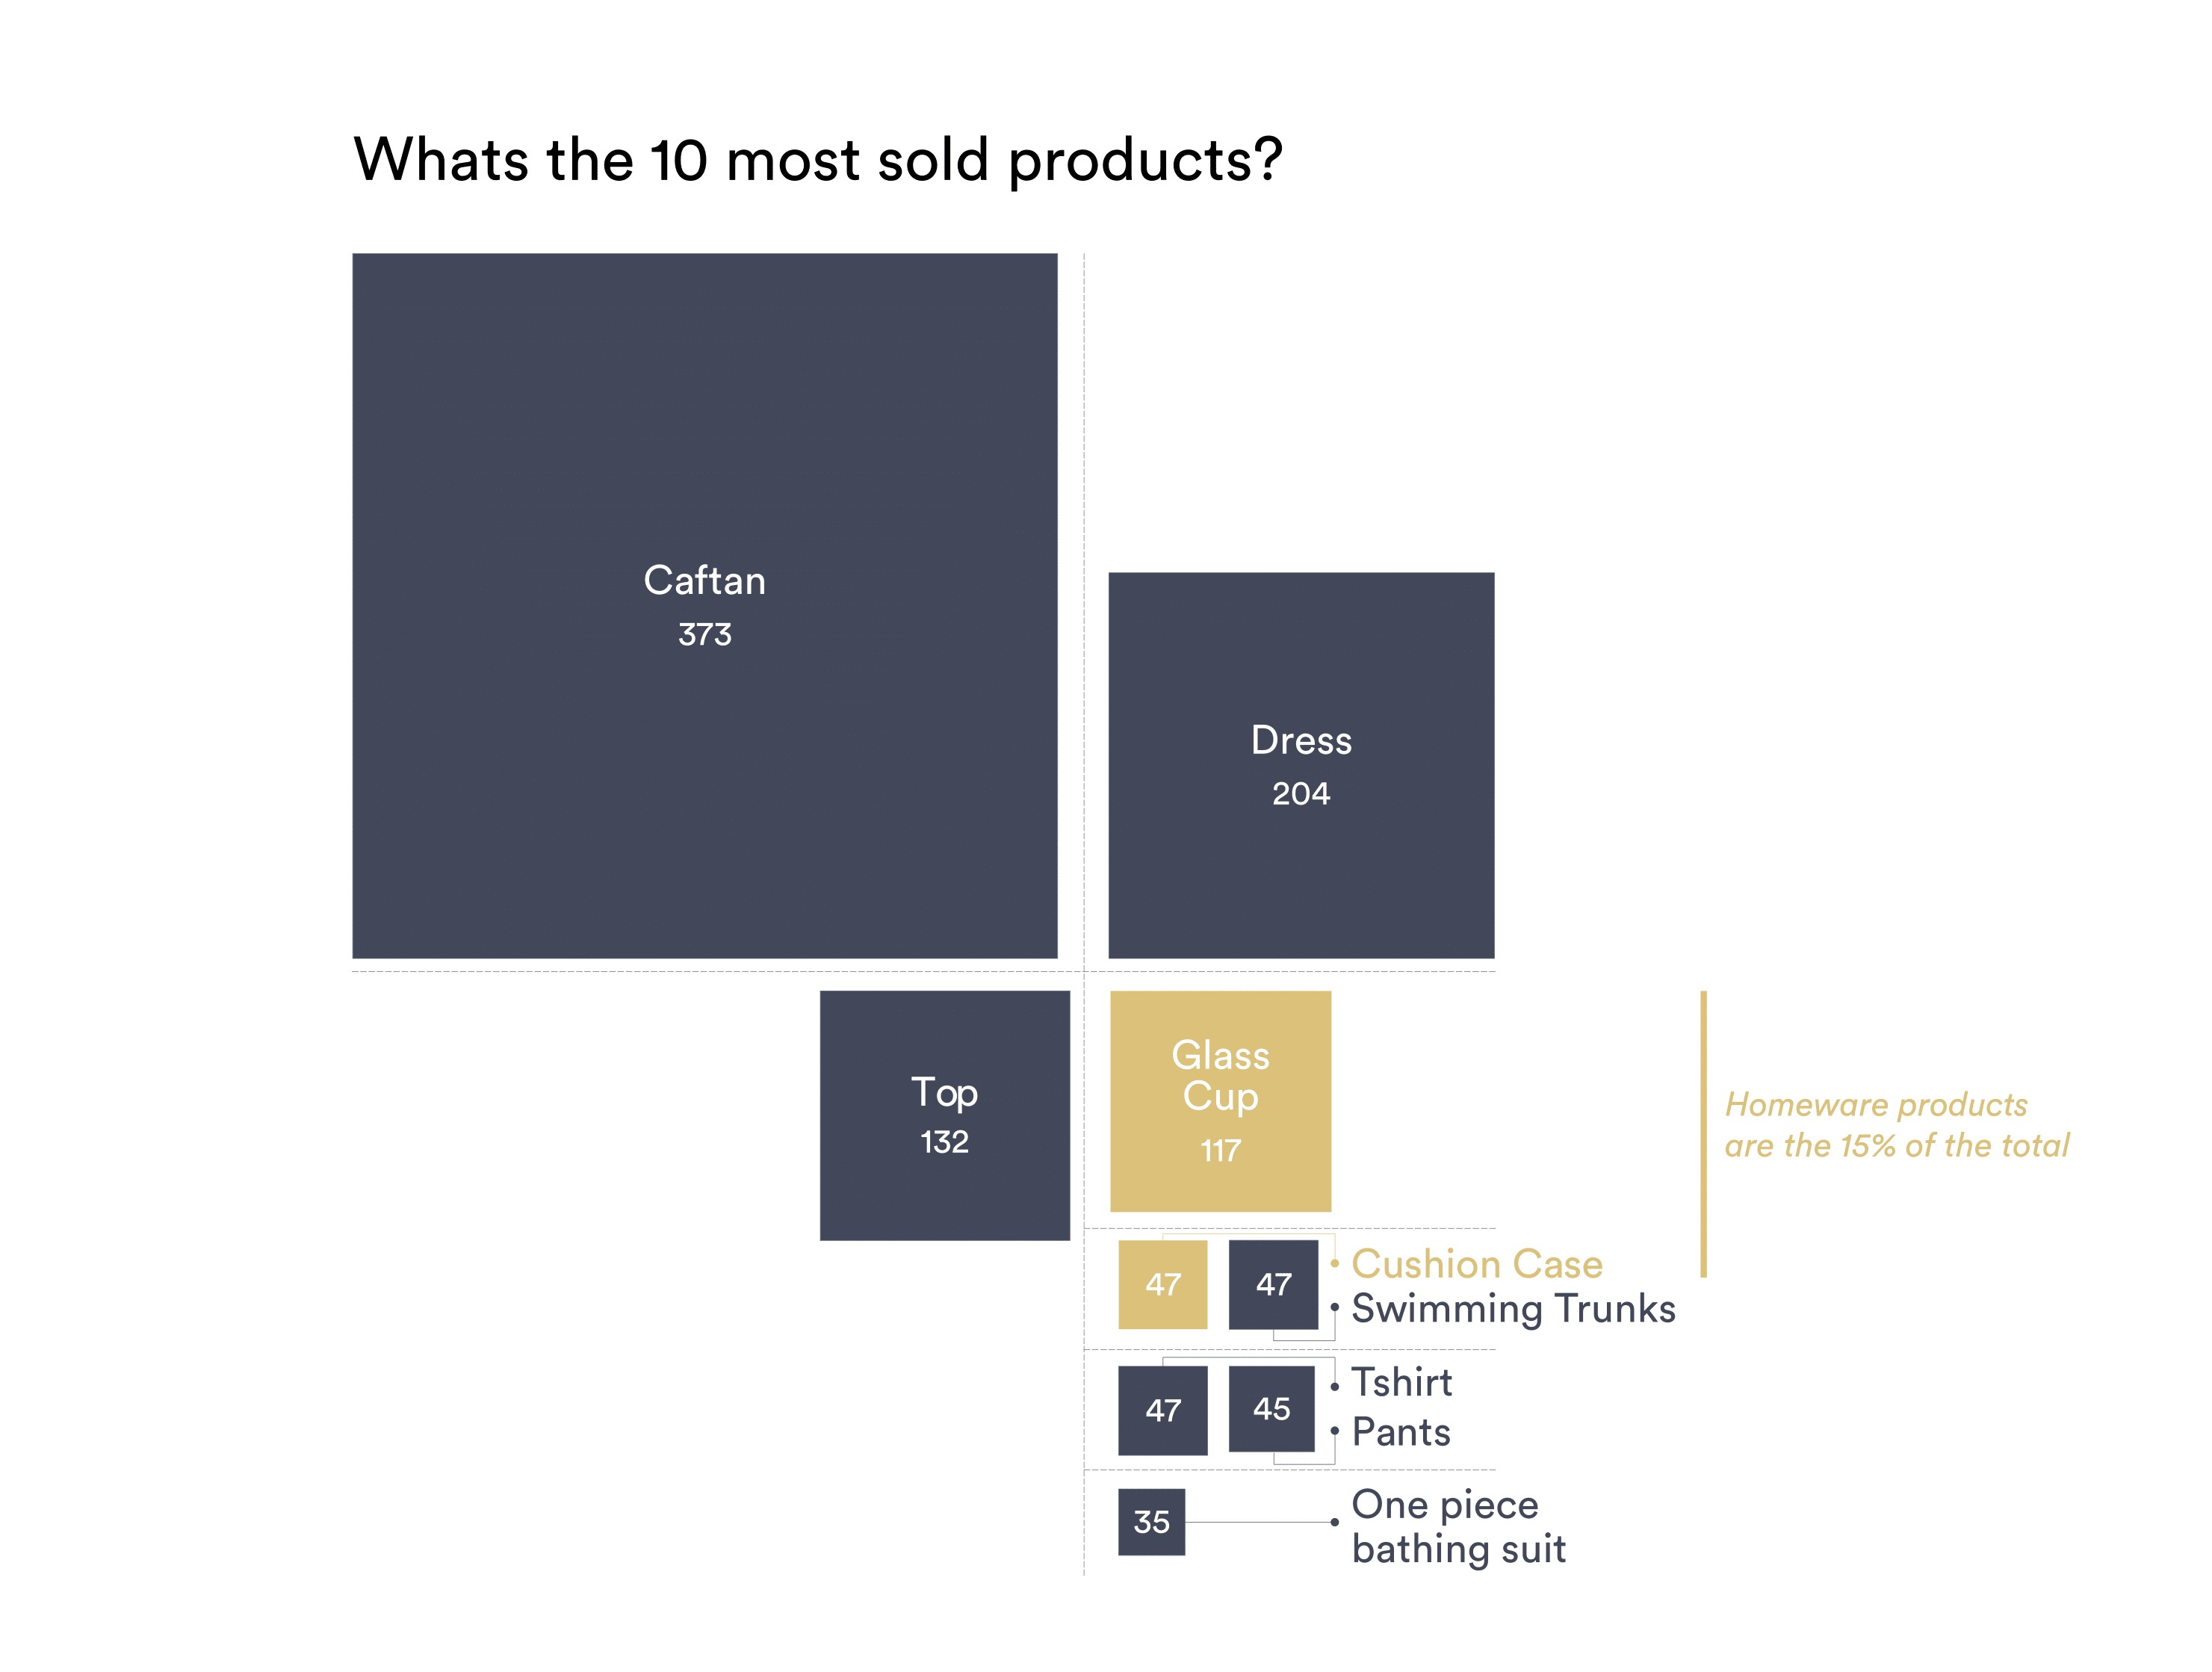 Whats the 10 most sold products?
Caftan
373
Dress
204
Top
132
Glass
Cup
117
Homeware products
are the 15% of the total
47
47
Cushion Case
Swimming Trunks
47
45
Tshirt
Pants
35
One piece
bathing suit